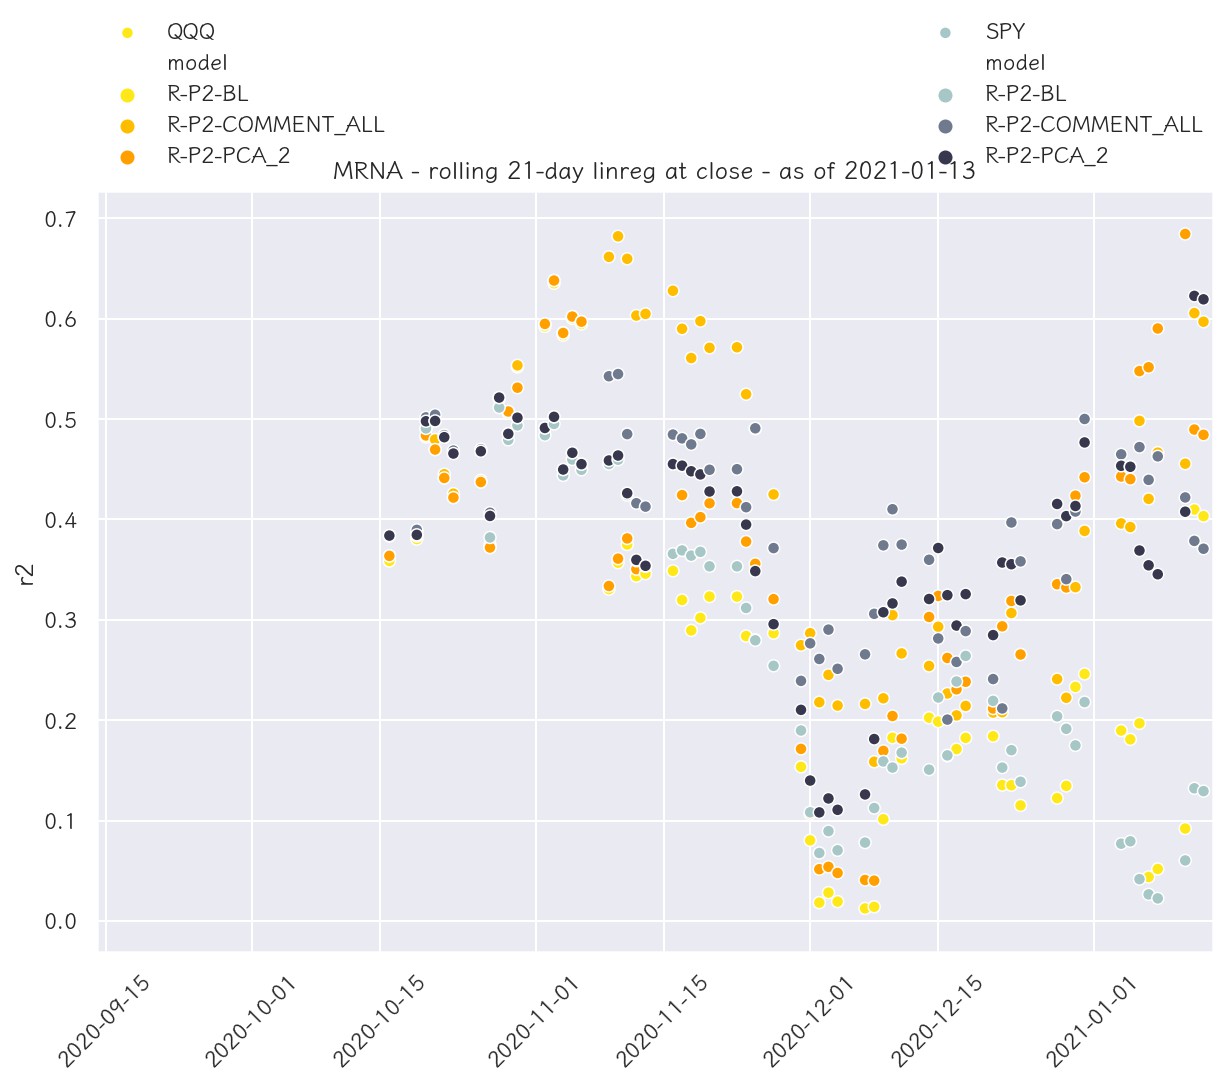 QQQ
model
R-P2-BL
R-P2-COMMENT_ALL
R-P2-PCA_2
SPY
model
R-P2-BL
R-P2-COMMENT_ALL
R-P2-PCA_2
MRNA - rolling 21-day linreg at close - as of 2021-01-13
0.7
0.6
0.5
0.4
0.3
0.2
0.1
0.0
r2
2020-09-15
2020-10-01
2020-10-15
2020-11-01
2020-11-15
2020-12-01
2020-12-15
2021-01-01